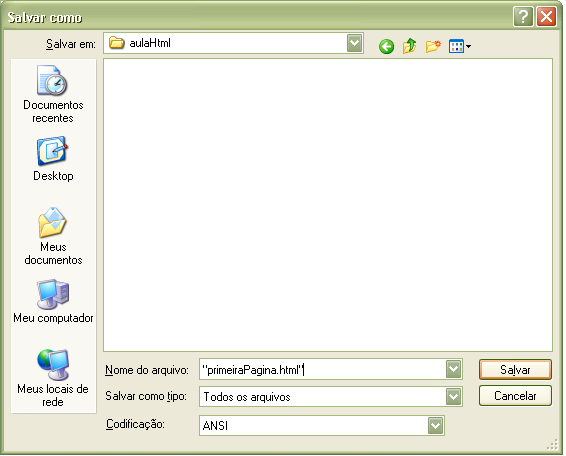 Salvar como
Salvar em:
aulaHtml
Documentos
recentes
Desktop
Meus
documentos
Meu computador
Meus locais de
rede
Nome do arquivo:
"primeiraPagina.html"
Salvar
Salvar como tipo:
Todos os arquivos
Cancelar
Codificação:
ANSI